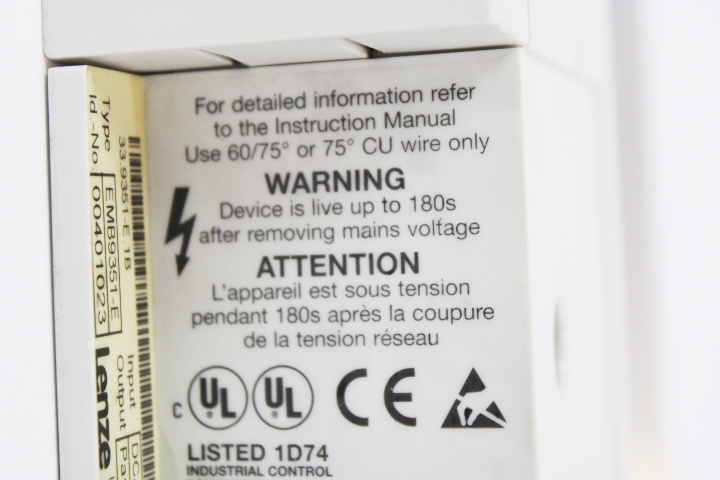 For detailed information refer
to the Instruction Manual
Use 60/75° or 75° CU wire only
WARNING
Device is live up to 180s
after removing mains voltage
ATTENTION
L'appareil est sous tension
pendant 180s après la coupure
de la tension réseau
c UL® UL® CE
LISTED 1D74
INDUSTRIAL CONTROL
Type EMB9351-E Input DC
Id.-No 00401023 Output
33.9351-E.1B
Lenze